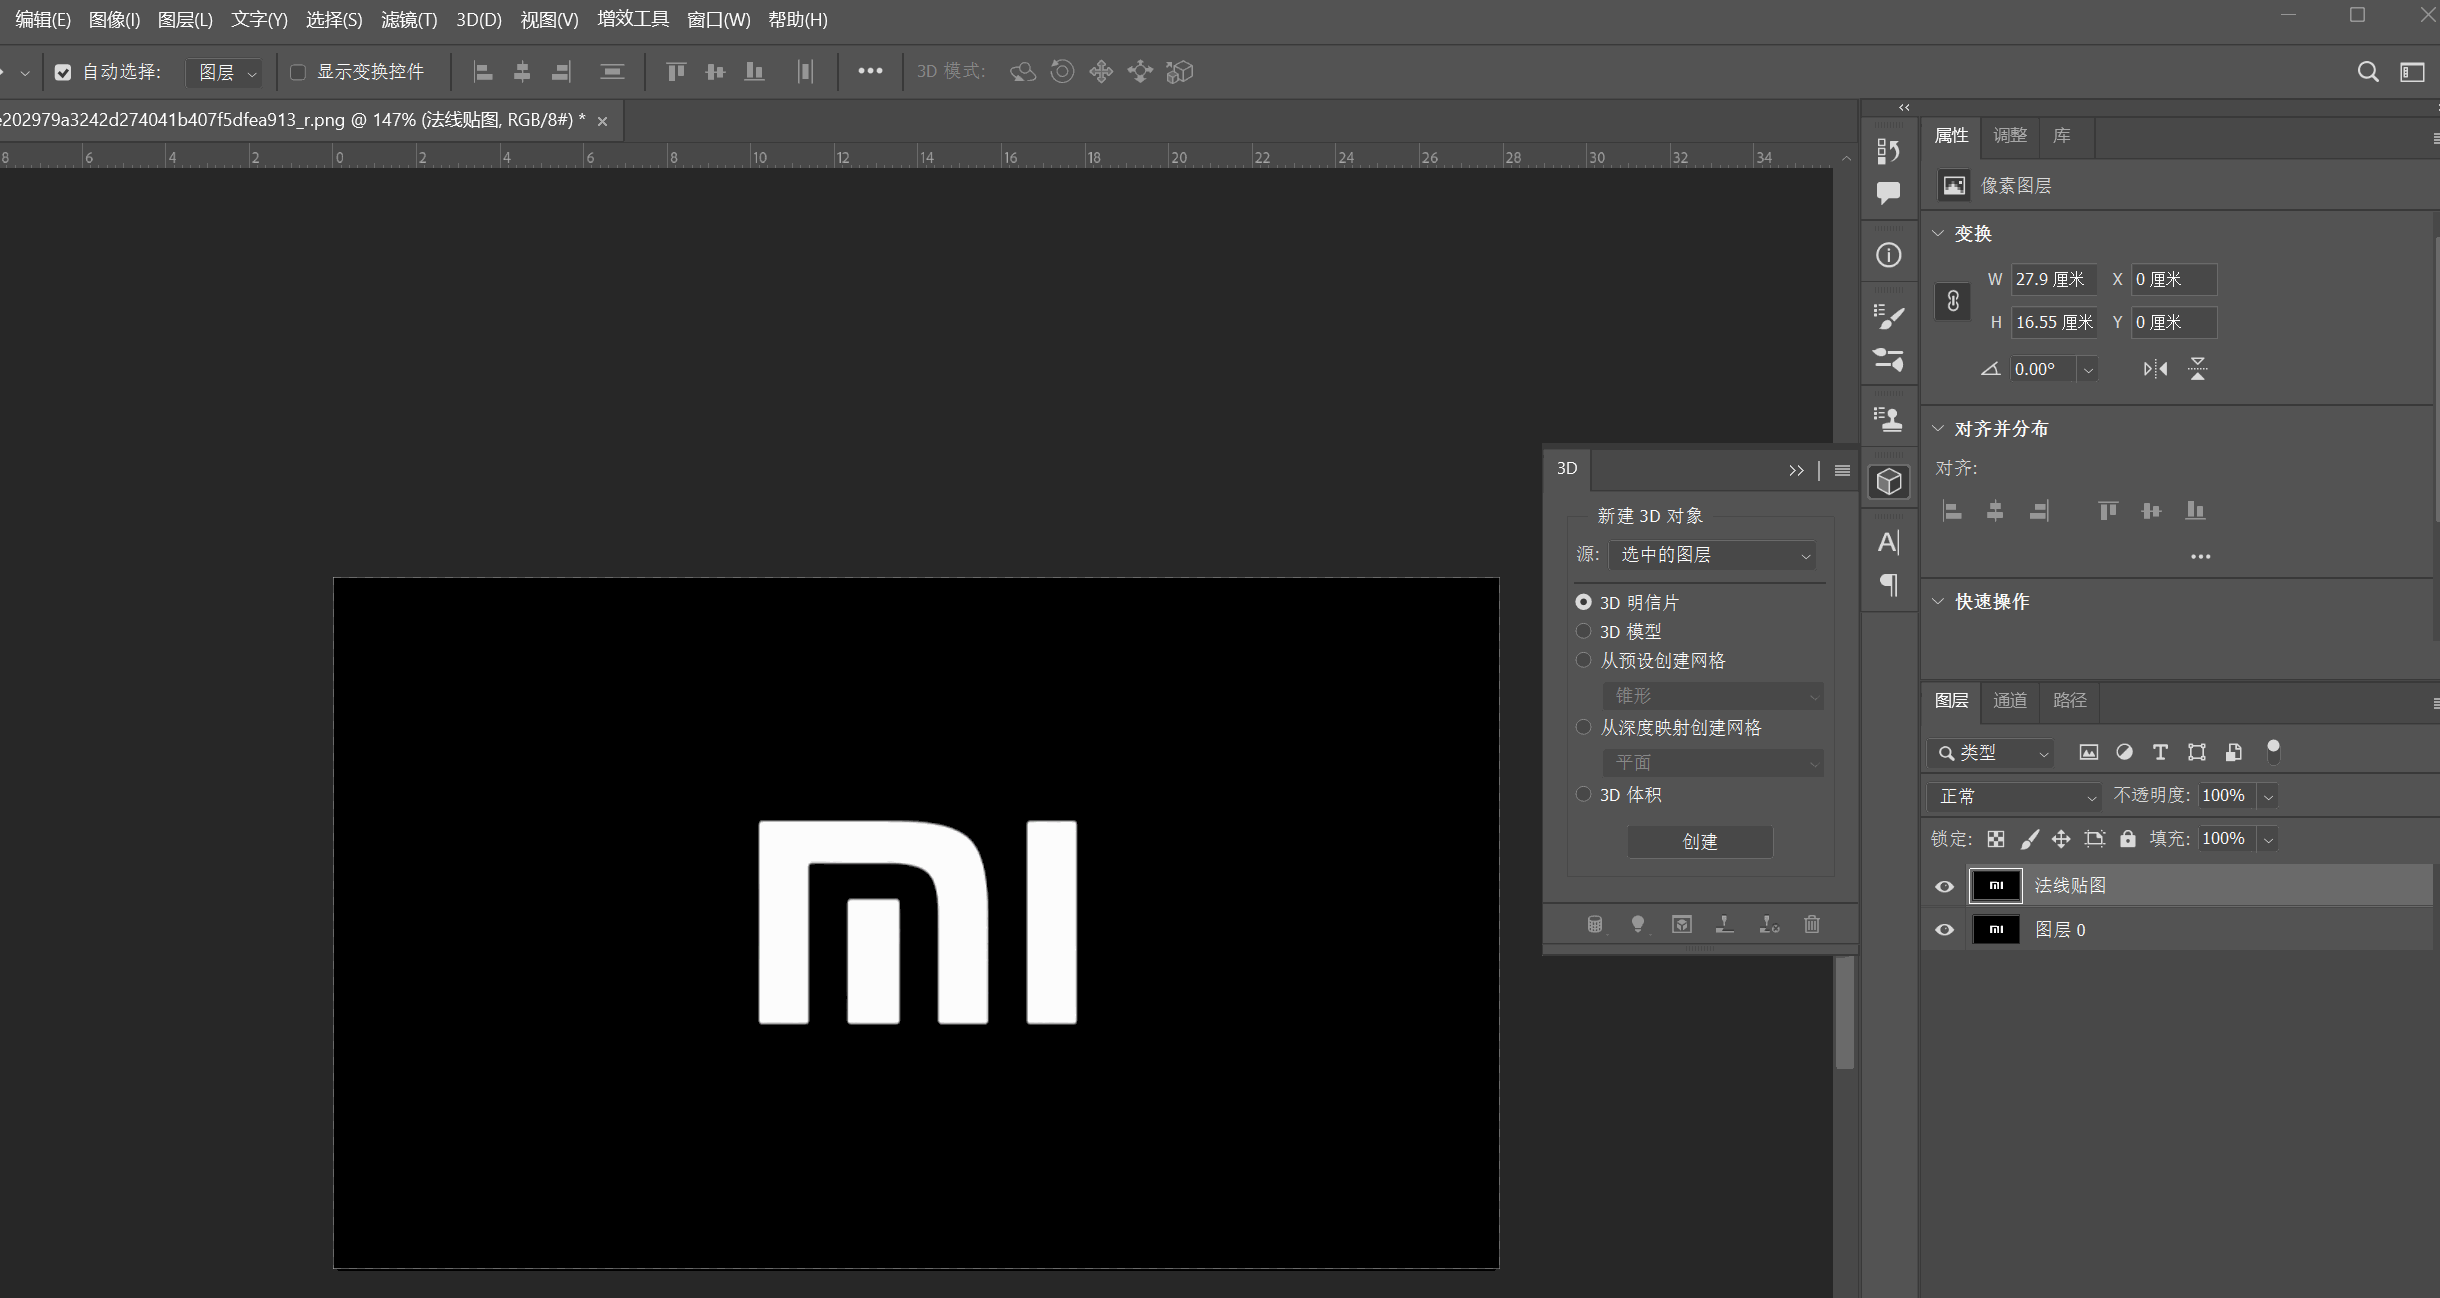 编辑(E) 图像(I) 图层(L) 文字(Y) 选择(S) 滤镜(T) 3D(D) 视图(V) 增效工具 窗口(W) 帮助(H)
自动选择: 图层 显示变换控件 3D 模式:
e202979a3242d274041b407f5dfea913_r.png @ 147% (法线贴图, RGB/8#) *
8 6 4 2 0 2 4 6 8 10 12 14 16 18 20 22 24 26 28 30 32 34
mi
3D
新建 3D 对象
源: 选中的图层
3D 明信片
3D 模型
从预设创建网格
锥形
从深度映射创建网格
平面
3D 体积
创建
属性 调整 库
像素图层
变换
W 27.9 厘米 X 0 厘米
H 16.55 厘米 Y 0 厘米
0.00°
对齐并分布
对齐:
快速操作
图层 通道 路径
类型
正常 不透明度: 100%
锁定: 填充: 100%
mi 法线贴图
mi 图层 0